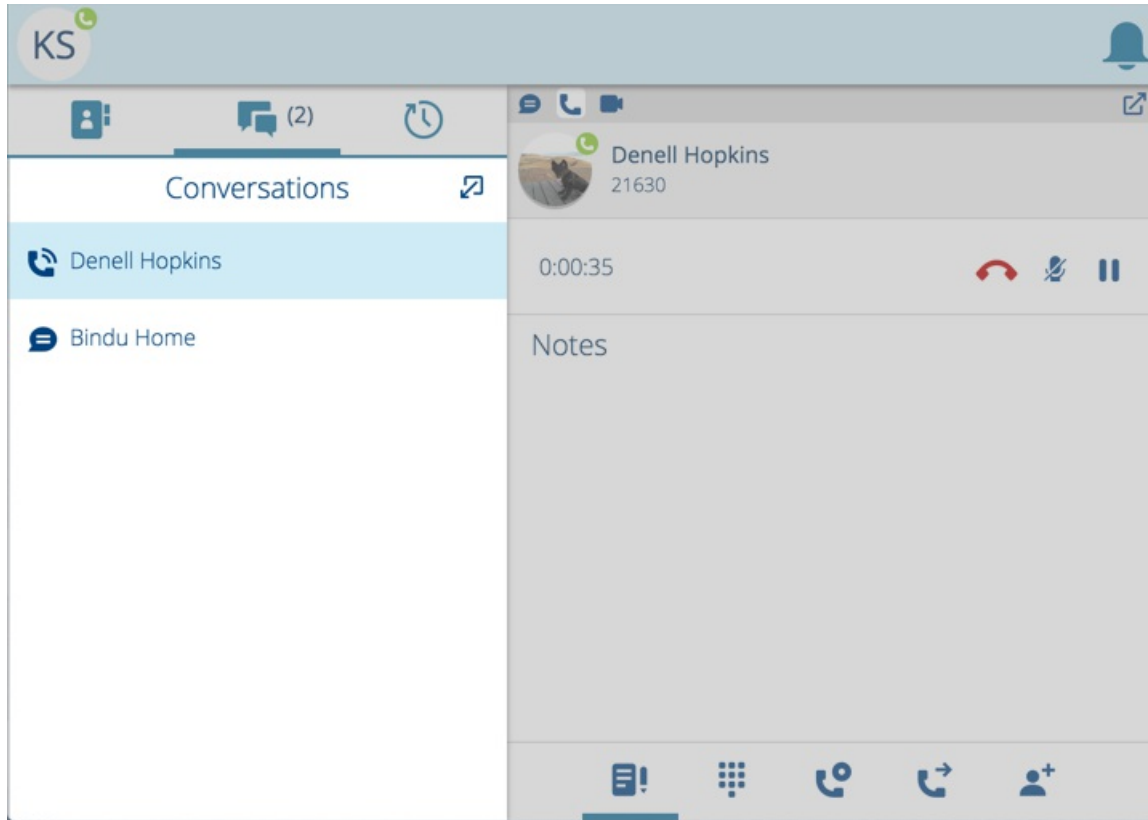 KS
(2)
Conversations
Denell Hopkins
Bindu Home
Denell Hopkins
21630
0:00:35
Notes